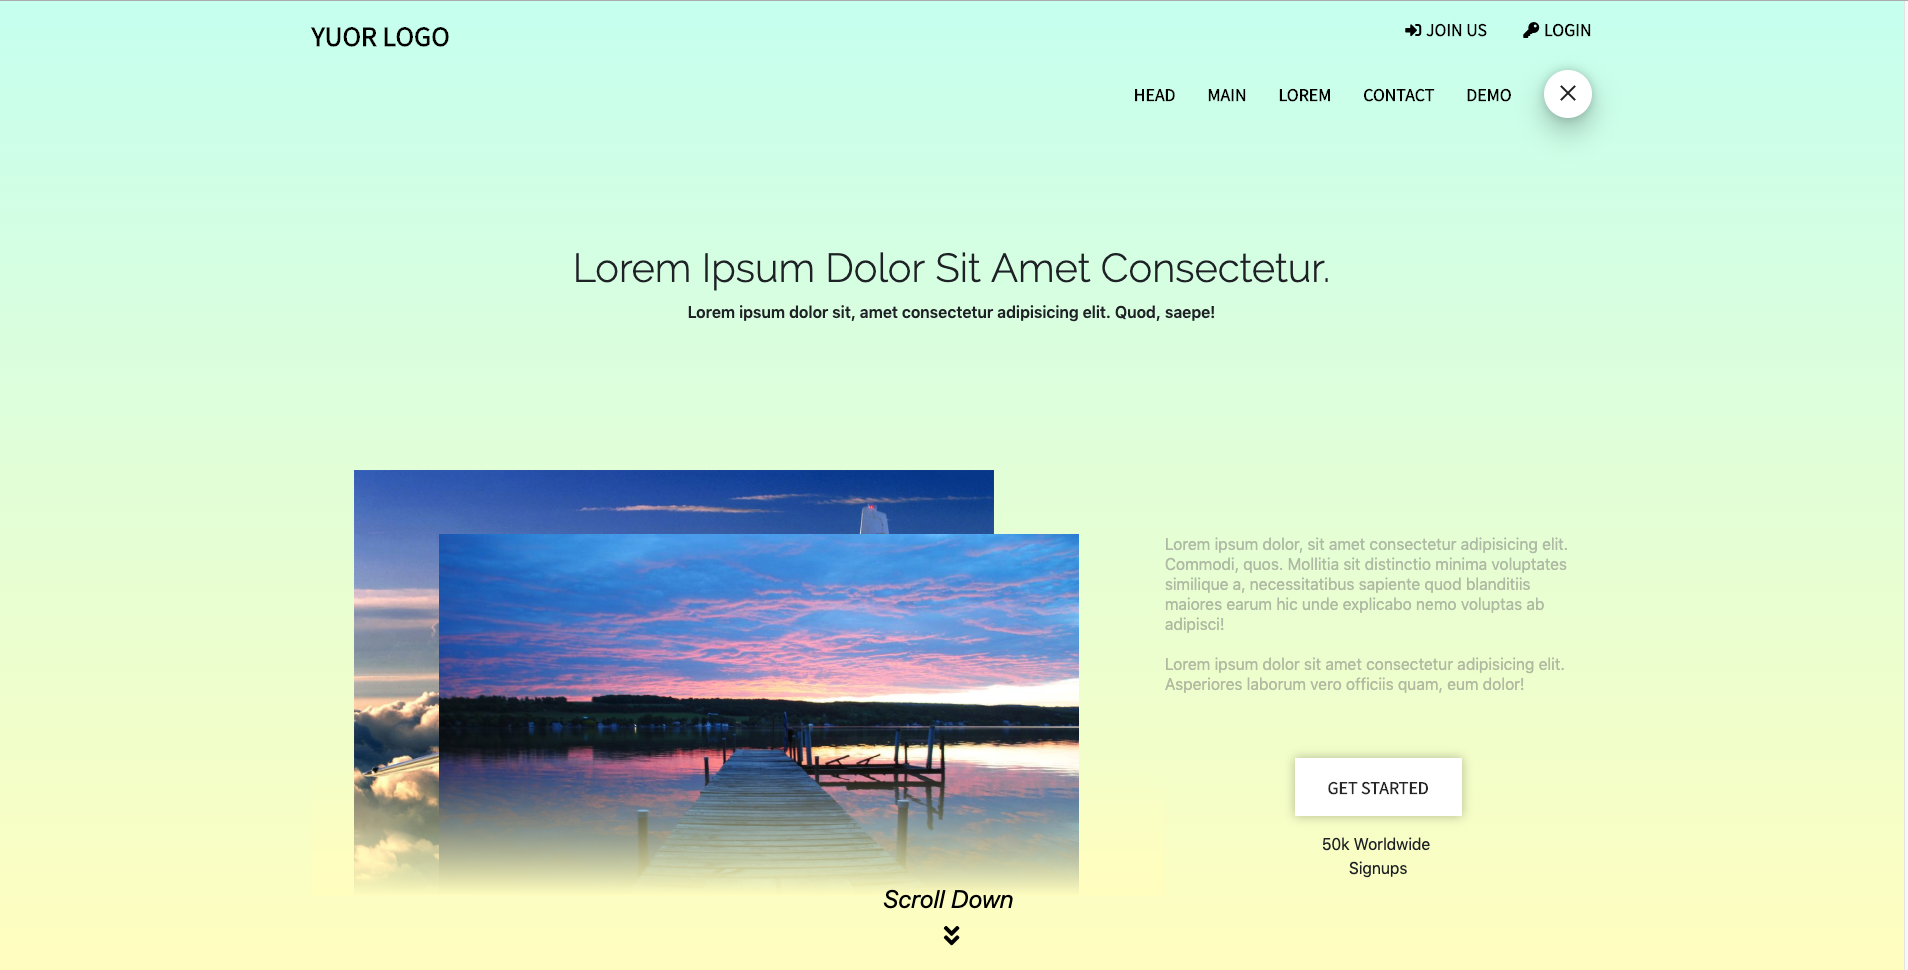 YUOR LOGO
JOIN US
LOGIN
HEAD
MAIN
LOREM
CONTACT
DEMO
Lorem Ipsum Dolor Sit Amet Consectetur.
Lorem ipsum dolor sit, amet consectetur adipisicing elit. Quod, saepe!
Lorem ipsum dolor, sit amet consectetur adipisicing elit.
Commodi, quos. Mollitia sit distinctio minima voluptates
similique a, necessitatibus sapiente quod blanditiis
maiores earum hic unde explicabo nemo voluptas ab
adipisci!
Lorem ipsum dolor sit amet consectetur adipisicing elit.
Asperiores laborum vero officiis quam, eum dolor!
GET STARTED
50k Worldwide
Signups
Scroll Down